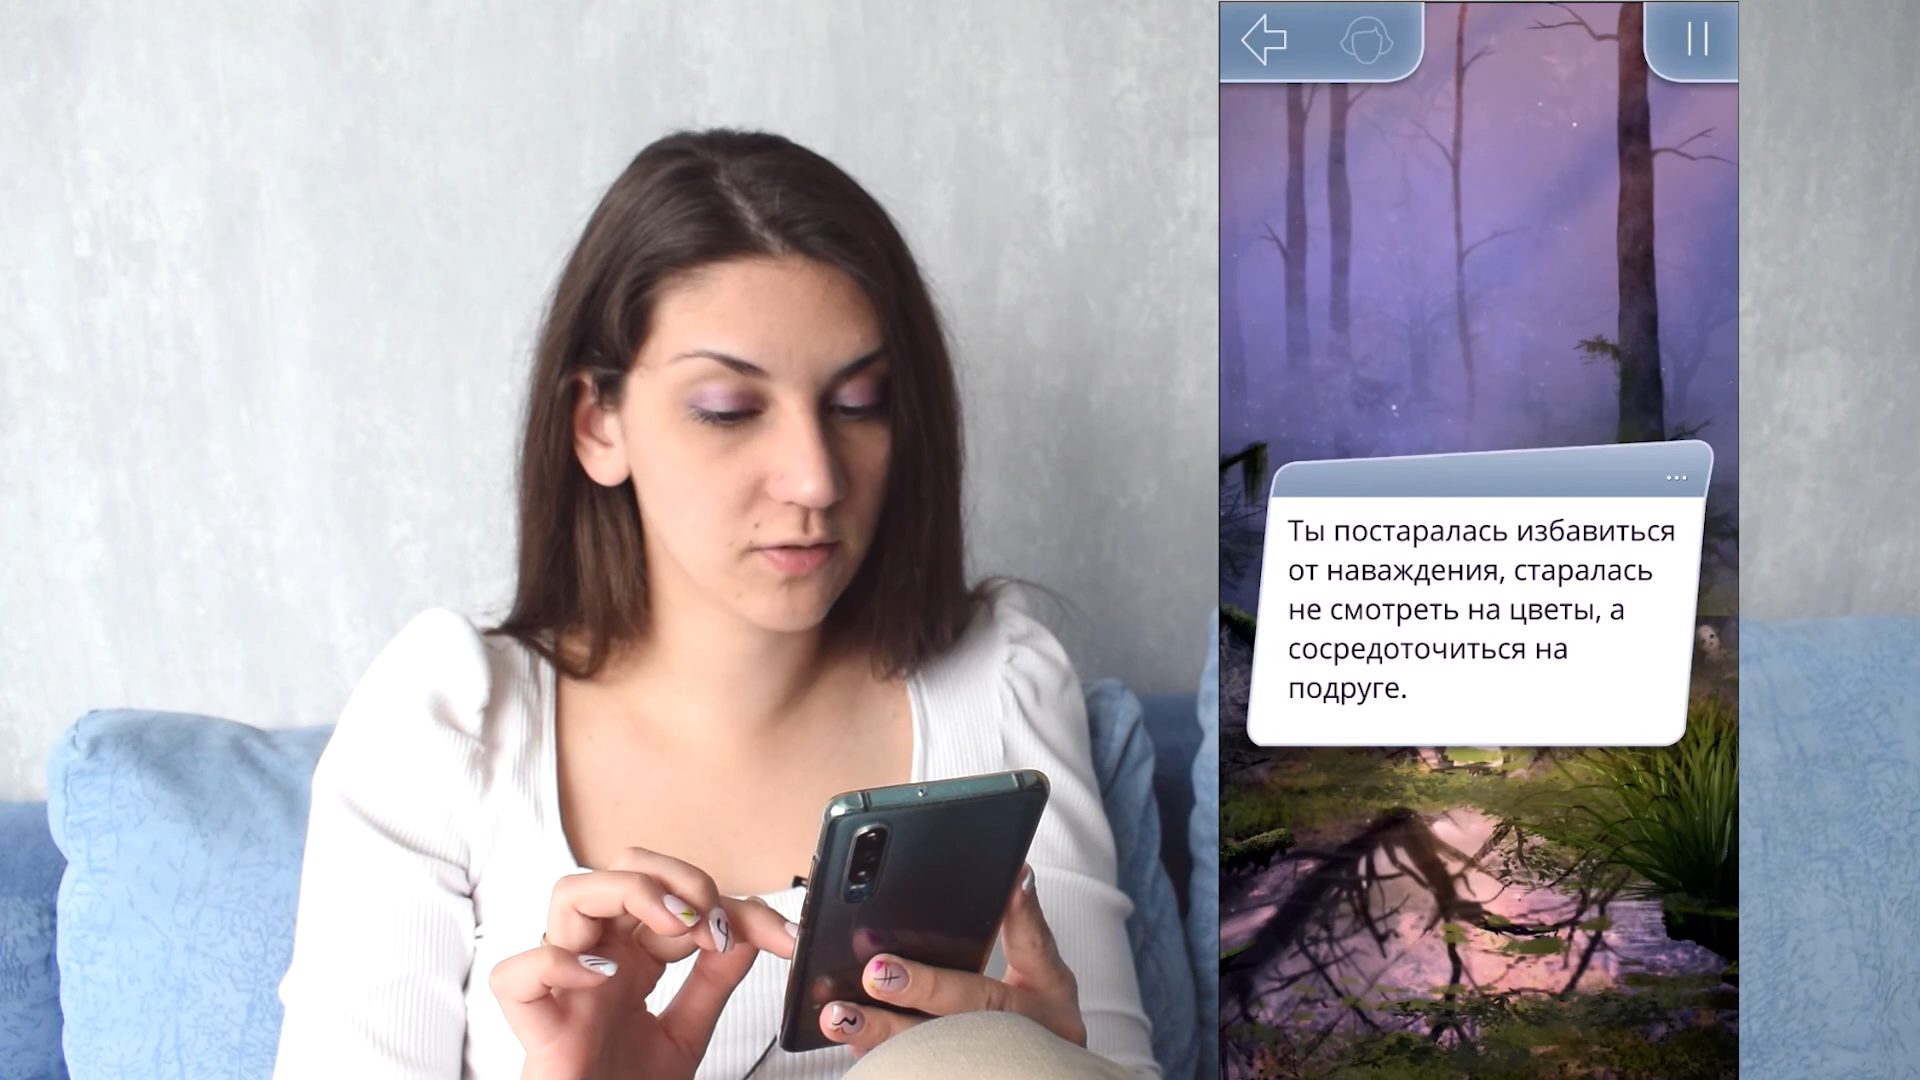 Ты постаралась избавиться
от наваждения, старалась
не смотреть на цветы, а
сосредоточиться на
подруге.